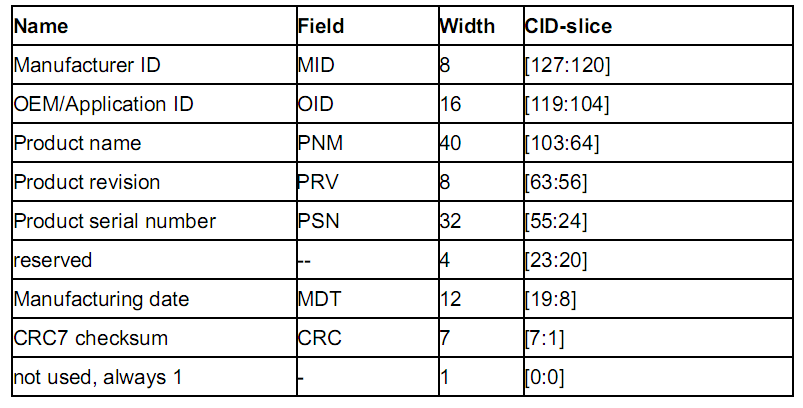 Name Field Width CID-slice
Manufacturer ID MID 8 [127:120]
OEM/Application ID OID 16 [119:104]
Product name PNM 40 [103:64]
Product revision PRV 8 [63:56]
Product serial number PSN 32 [55:24]
reserved -- 4 [23:20]
Manufacturing date MDT 12 [19:8]
CRC7 checksum CRC 7 [7:1]
not used, always 1 - 1 [0:0]